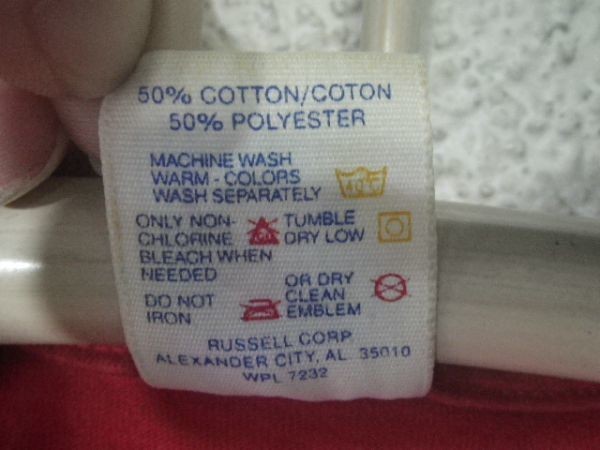 50% COTTON/COTON
50% POLYESTER
MACHINE WASH
WARM - COLORS
WASH SEPARATELY
40°C
ONLY NON-
CHLORINE
BLEACH WHEN
NEEDED
TUMBLE
DRY LOW
DO NOT
IRON
OR DRY
CLEAN
EMBLEM
RUSSELL CORP
ALEXANDER CITY, AL 35010
WPL 7232